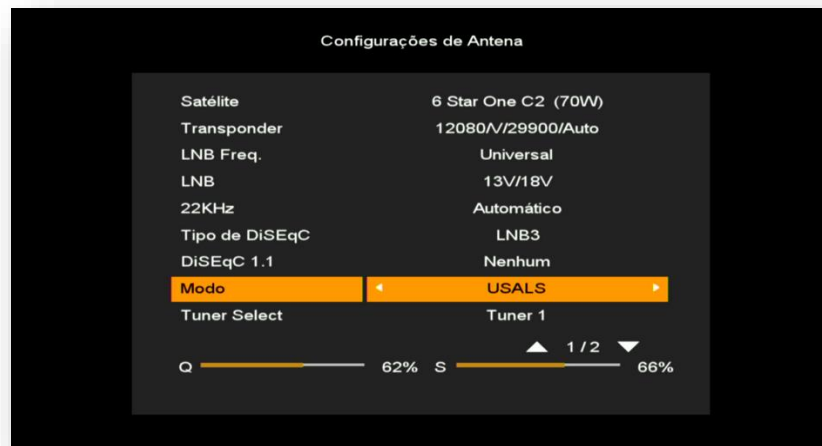 Configurações de Antena
Satélite 6 Star One C2 (70W)
Transponder 12080/V/29900/Auto
LNB Freq. Universal
LNB 13V/18V
22KHz Automático
Tipo de DiSEqC LNB3
DiSEqC 1.1 Nenhum
Modo USALS
Tuner Select Tuner 1
1/2
Q 62% S 66%